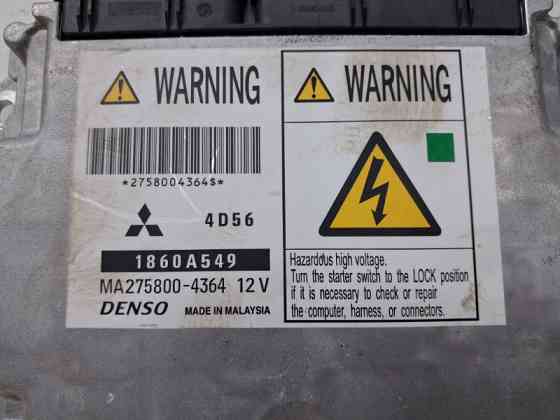 WARNING
*2758004364$*
4D56
1860A549
MA275800-4364 12V
DENSO MADE IN MALAYSIA
WARNING
Hazardous high voltage.
Turn the starter switch to the LOCK position
if it is necessary to check or repair
the computer, harness, or connectors.